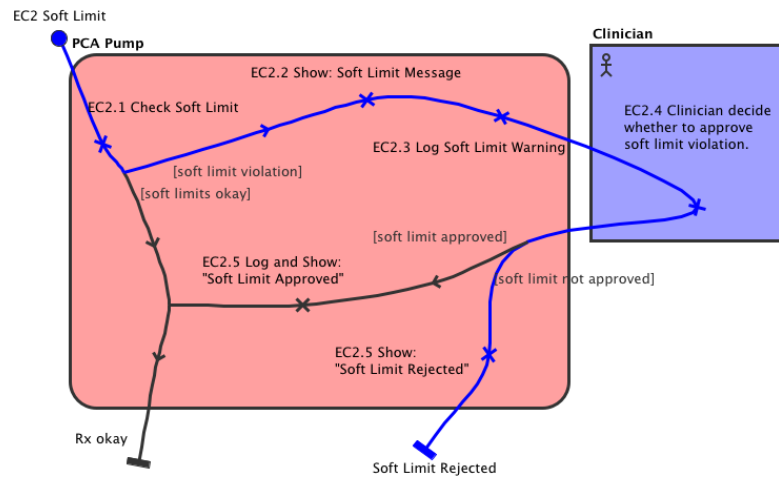 EC2 Soft Limit
PCA Pump
Clinician
EC2.2 Show: Soft Limit Message
EC2.1 Check Soft Limit
EC2.4 Clinician decide
whether to approve
soft limit violation.
EC2.3 Log Soft Limit Warning
[soft limit violation]
[soft limits okay]
[soft limit approved]
EC2.5 Log and Show:
"Soft Limit Approved"
[soft limit not approved]
EC2.5 Show:
"Soft Limit Rejected"
Rx okay
Soft Limit Rejected